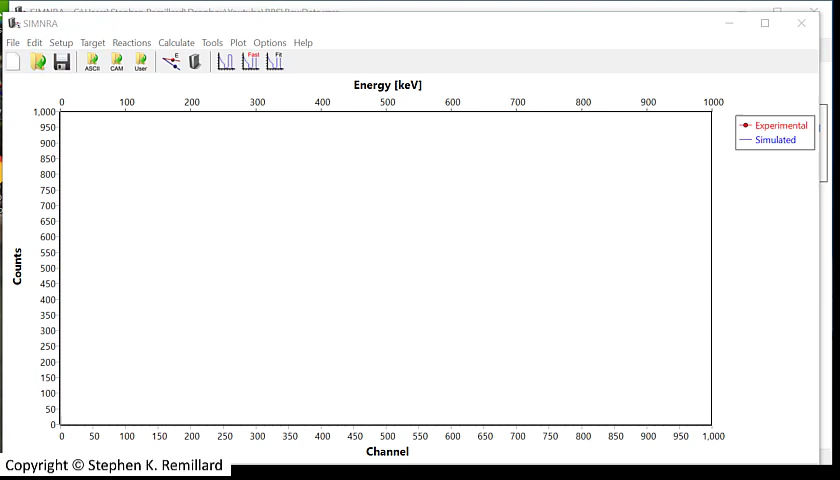 SIMNRA
File Edit Setup Target Reactions Calculate Tools Plot Options Help
ASCII CAM User E Fast Fit
Energy [keV]
0 100 200 300 400 500 600 700 800 900 1000
Experimental
Simulated
1,000
950
900
850
800
750
700
650
600
550
500
450
400
350
300
250
200
150
100
50
0
Counts
0 50 100 150 200 250 300 350 400 450 500 550 600 650 700 750 800 850 900 950 1,000
Channel
Copyright © Stephen K. Remillard